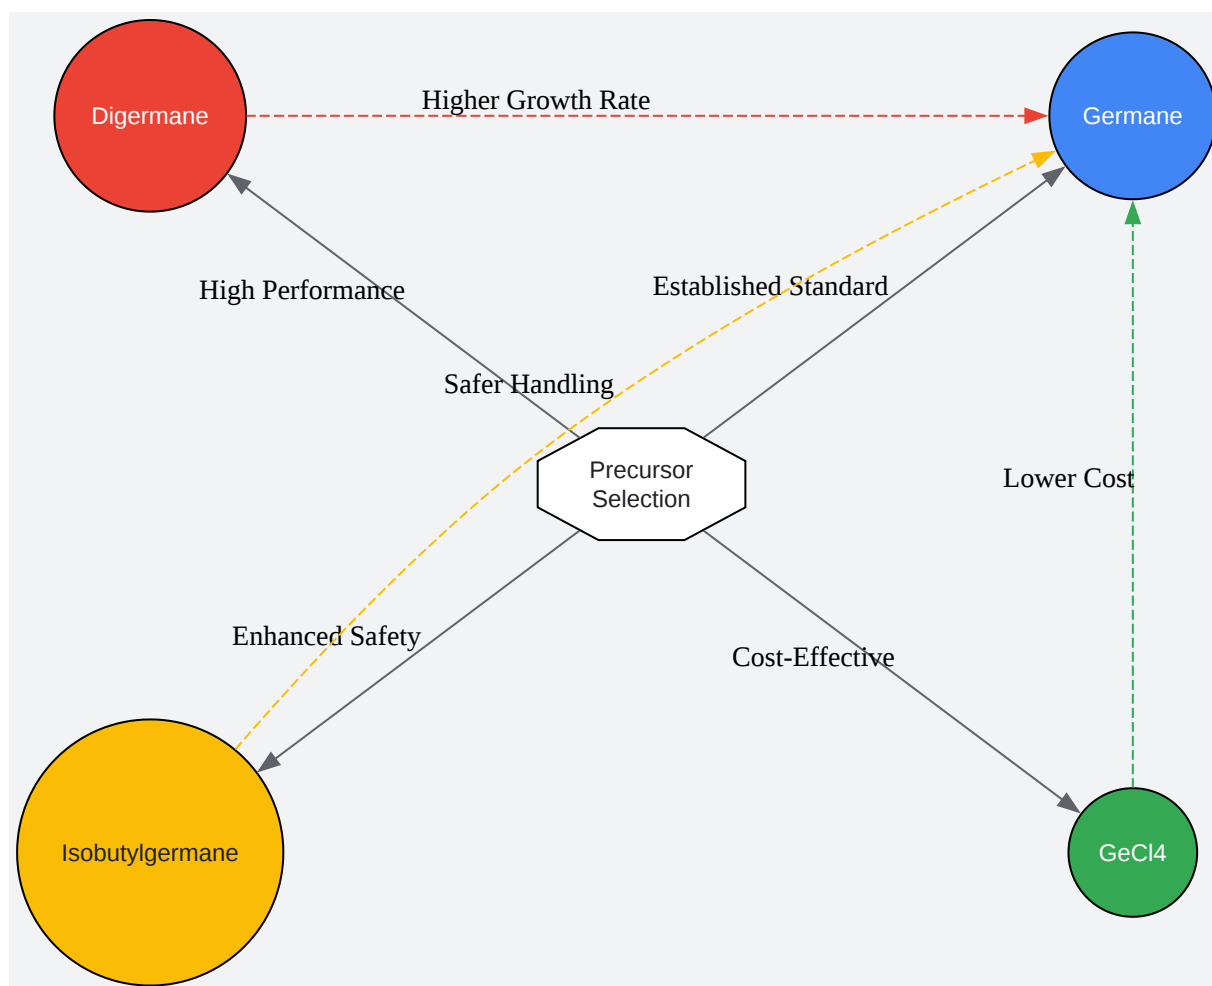 Higher Growth Rate
Digermane
Germane
High Performance
Established Standard
Safer Handling
Precursor
Selection
Lower Cost
Enhanced Safety
Cost-Effective
Isobutylgermane
GeCl4